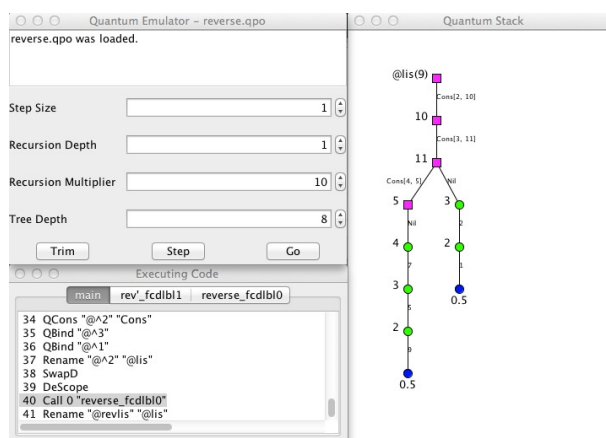 Quantum Emulator – reverse.qpo
reverse.qpo was loaded.
Step Size 1
Recursion Depth 1
Recursion Multiplier 10
Tree Depth 8
Trim Step Go
Executing Code
main rev'_fcdlbl1 reverse_fcdlbl0
34 QCons "@^2" "Cons"
35 QBind "@^3"
36 QBind "@^1"
37 Rename "@^2" "@lis"
38 SwapD
39 DeScope
40 Call 0 "reverse_fcdlbl0"
41 Rename "@revlis" "@lis"
Quantum Stack
@lis(9)
Cons[2, 10]
10
Cons[3, 11]
11
Cons[4, 5] Nil
5 3
Nil 2
4 2
7 1
3 0.5
5
2
9
0.5